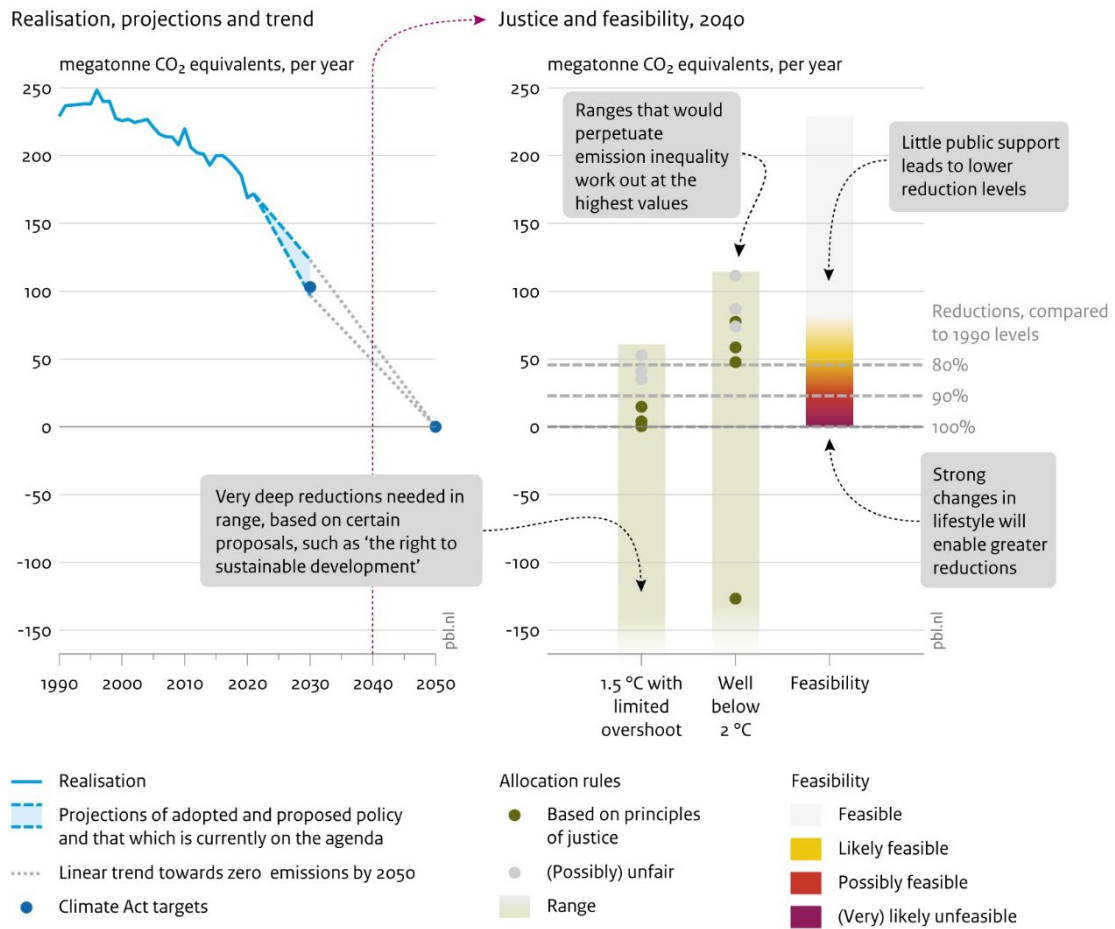 Realisation, projections and trend
megatonne CO₂ equivalents, per year
250
200
150
100
50
0
-50
-100
-150
1990
2000
2010
2020
2030
2040
2050
Very deep reductions needed in
range, based on certain
proposals, such as ‘the right to
sustainable development’
pbl.nl
Justice and feasibility, 2040
megatonne CO₂ equivalents, per year
250
200
150
100
50
0
-50
-100
-150
Ranges that would
perpetuate
emission inequality
work out at the
highest values
Little public support
leads to lower
reduction levels
Reductions, compared
to 1990 levels
80%
90%
100%
Strong
changes in
lifestyle will
enable greater
reductions
pbl.nl
1.5 °C with
limited
overshoot
Well
below
2 °C
Feasibility
Realisation
Projections of adopted and proposed policy
and that which is currently on the agenda
Linear trend towards zero emissions by 2050
Climate Act targets
Allocation rules
Based on principles
of justice
(Possibly) unfair
Range
Feasibility
Feasible
Likely feasible
Possibly feasible
(Very) likely unfeasible